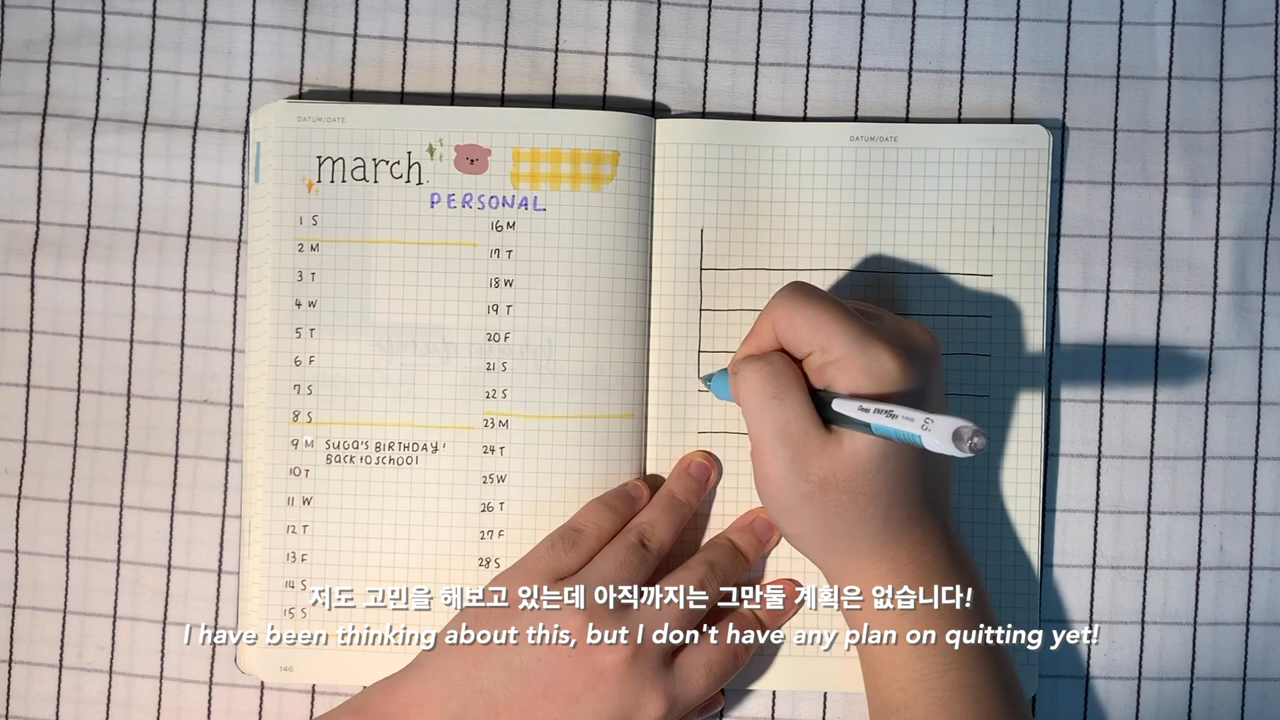 DATUM/DATE
march.
PERSONAL
1 S
2 M
3 T
4 W
5 T
6 F
7 S
8 S
9 M SUGA'S BIRTHDAY!
BACK to SCHOOL
10 T
11 W
12 T
13 F
14 S
15 S
16 M
17 T
18 W
19 T
20 F
21 S
22 S
23 M
24 T
25 W
26 T
27 F
28 S
146
DATUM/DATE
Pentel ENERGEL
저도 고민을 해보고 있는데 아직까지는 그만둘 계획은 없습니다!
I have been thinking about this, but I don't have any plan on quitting yet!